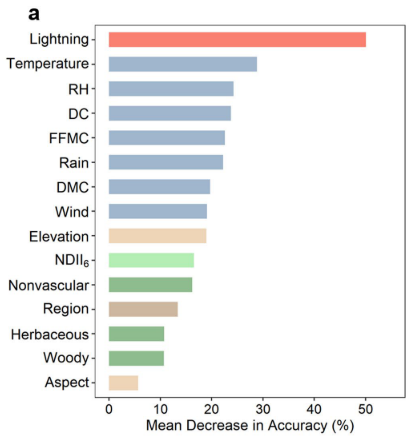 a
Lightning
Temperature
RH
DC
FFMC
Rain
DMC
Wind
Elevation
NDII₆
Nonvascular
Region
Herbaceous
Woody
Aspect
0 10 20 30 40 50
Mean Decrease in Accuracy (%)